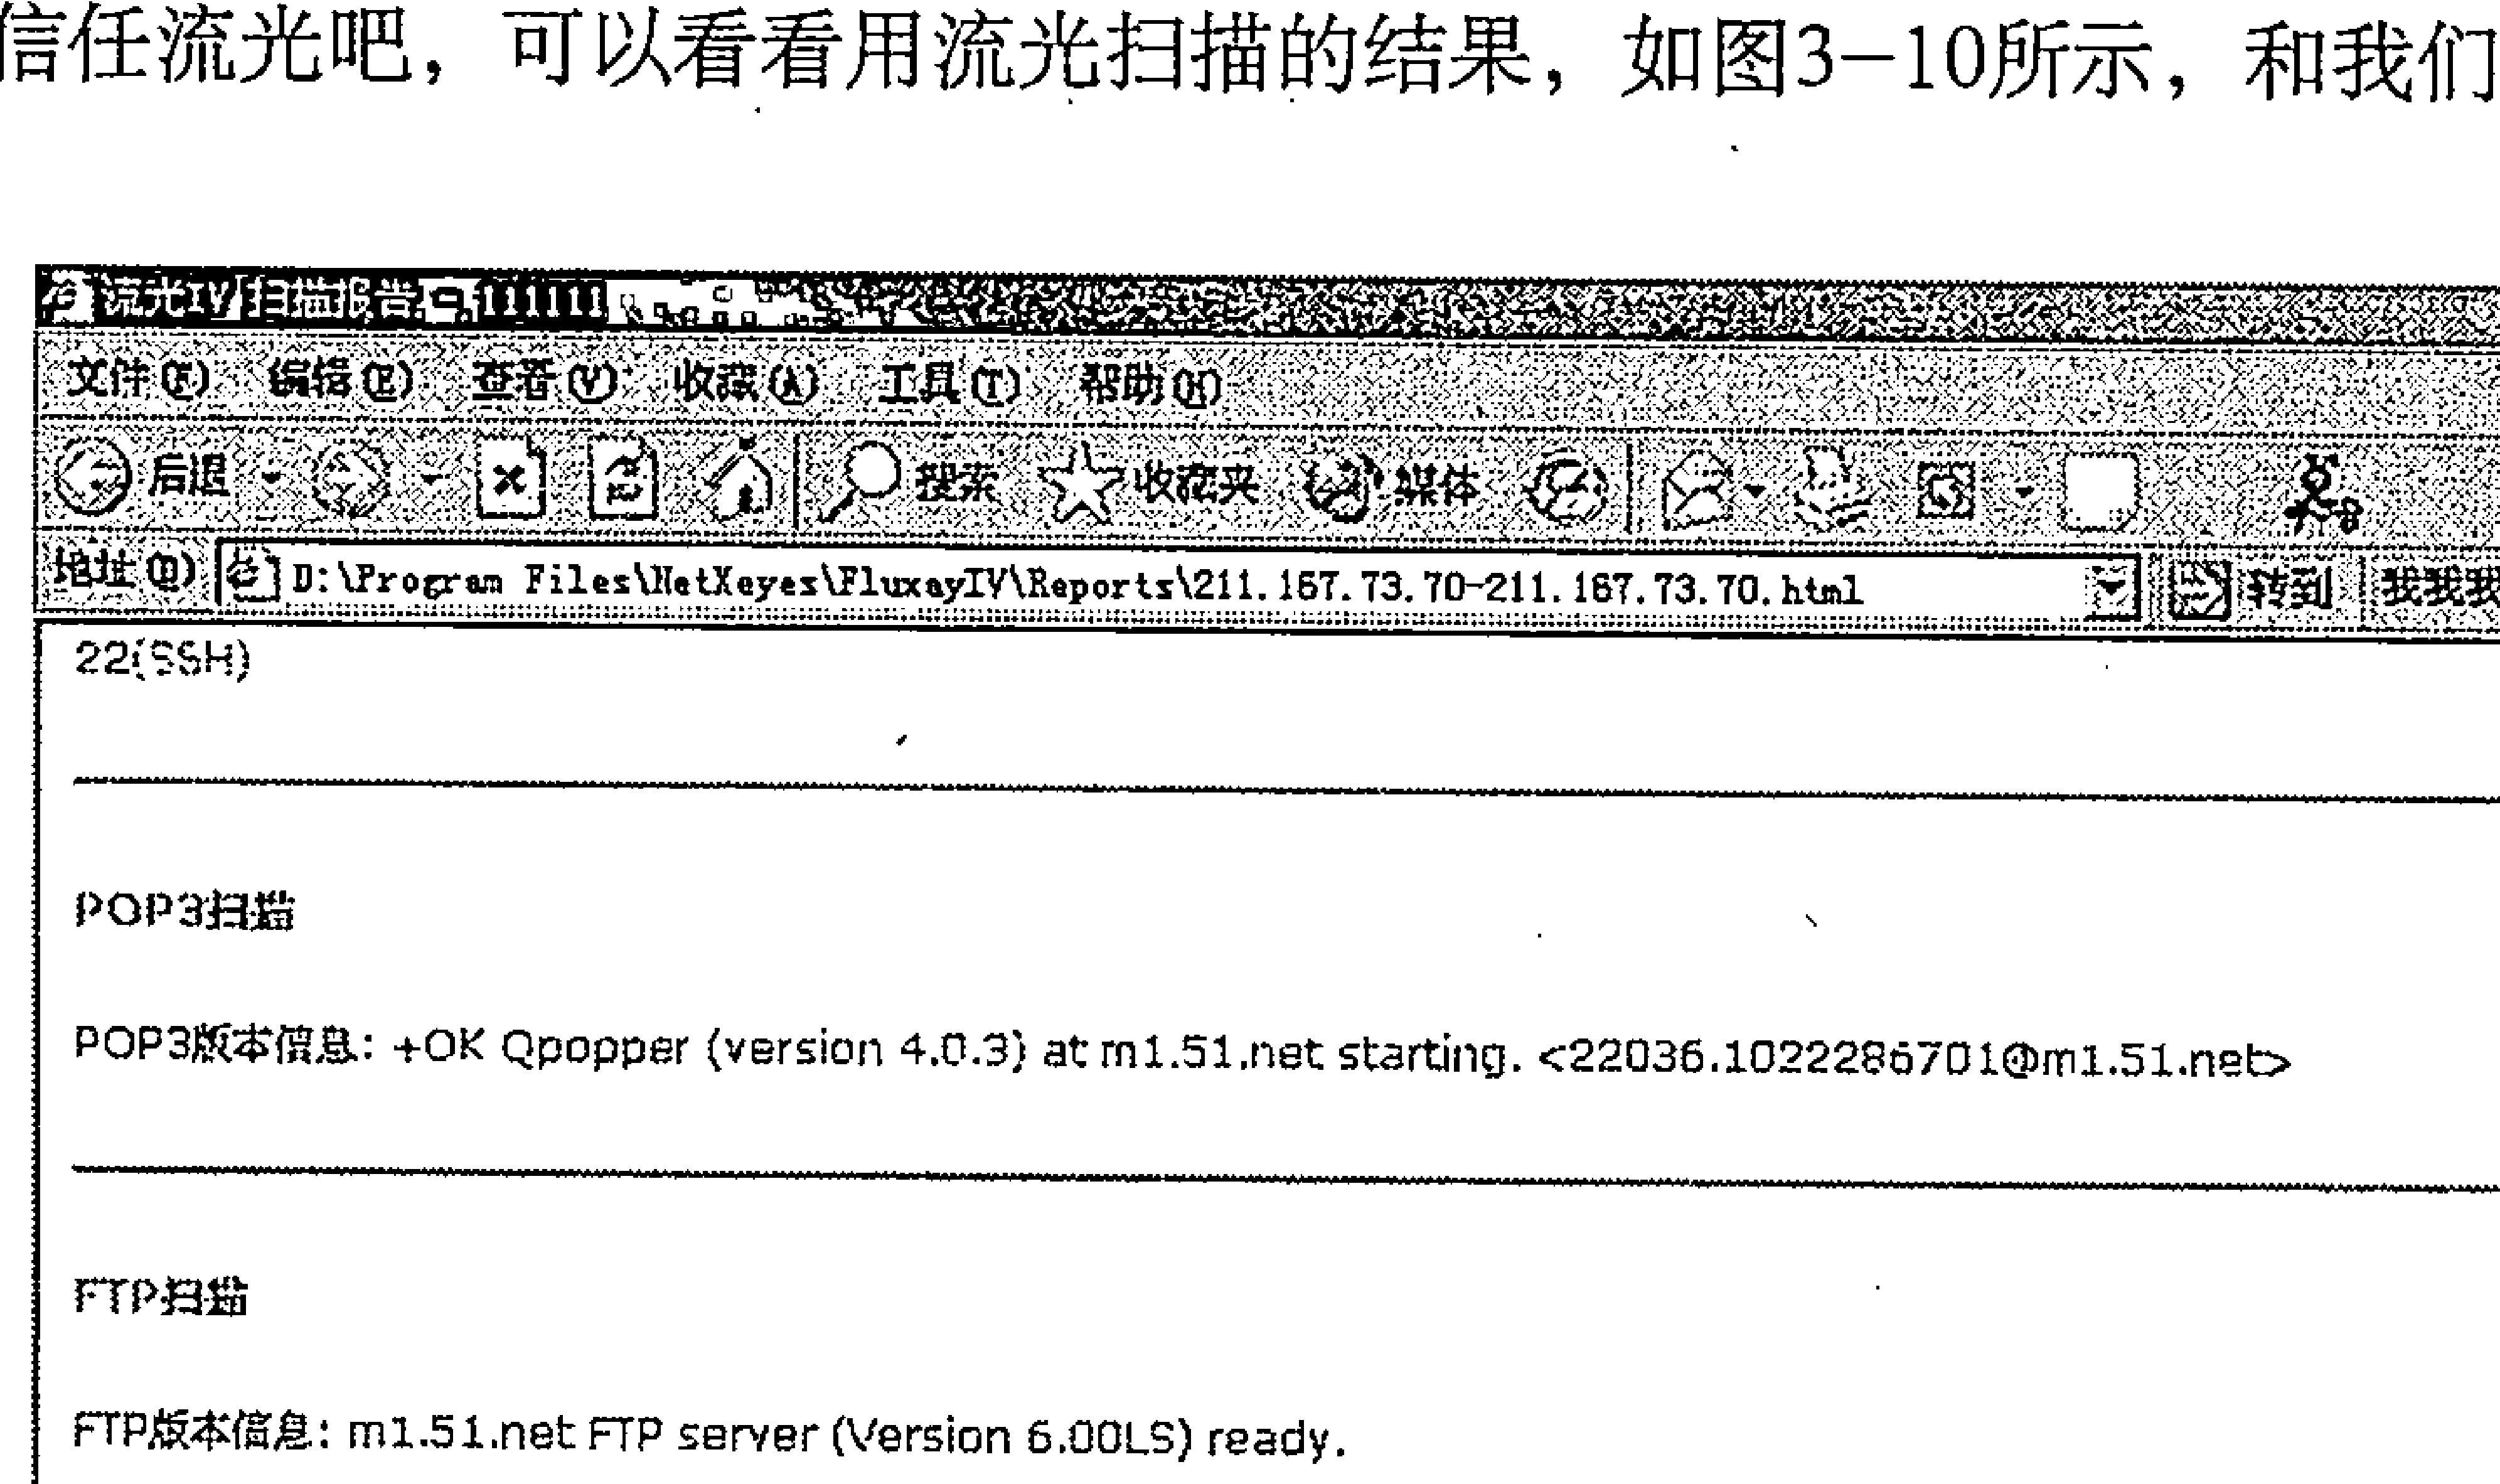 信任流光吧，可以看看用流光扫描的结果，如图3-10所示，和我们
流光IV扫描报告
文件(F) 编辑(E) 查看(V) 收藏(A) 工具(T) 帮助(H)
后退 搜索 收藏夹 媒体
地址(D) D:\Program Files\NetXeyes\FluxayIV\Reports\211.167.73.70-211.167.73.70.html 转到 我我我
22(SSH)
POP3扫描
POP3版本信息: +OK Qpopper (version 4.0.3) at m1.51.net starting. <22036.1022286701@m1.51.net>
FTP扫描
FTP版本信息: m1.51.net FTP server (Version 6.00LS) ready.